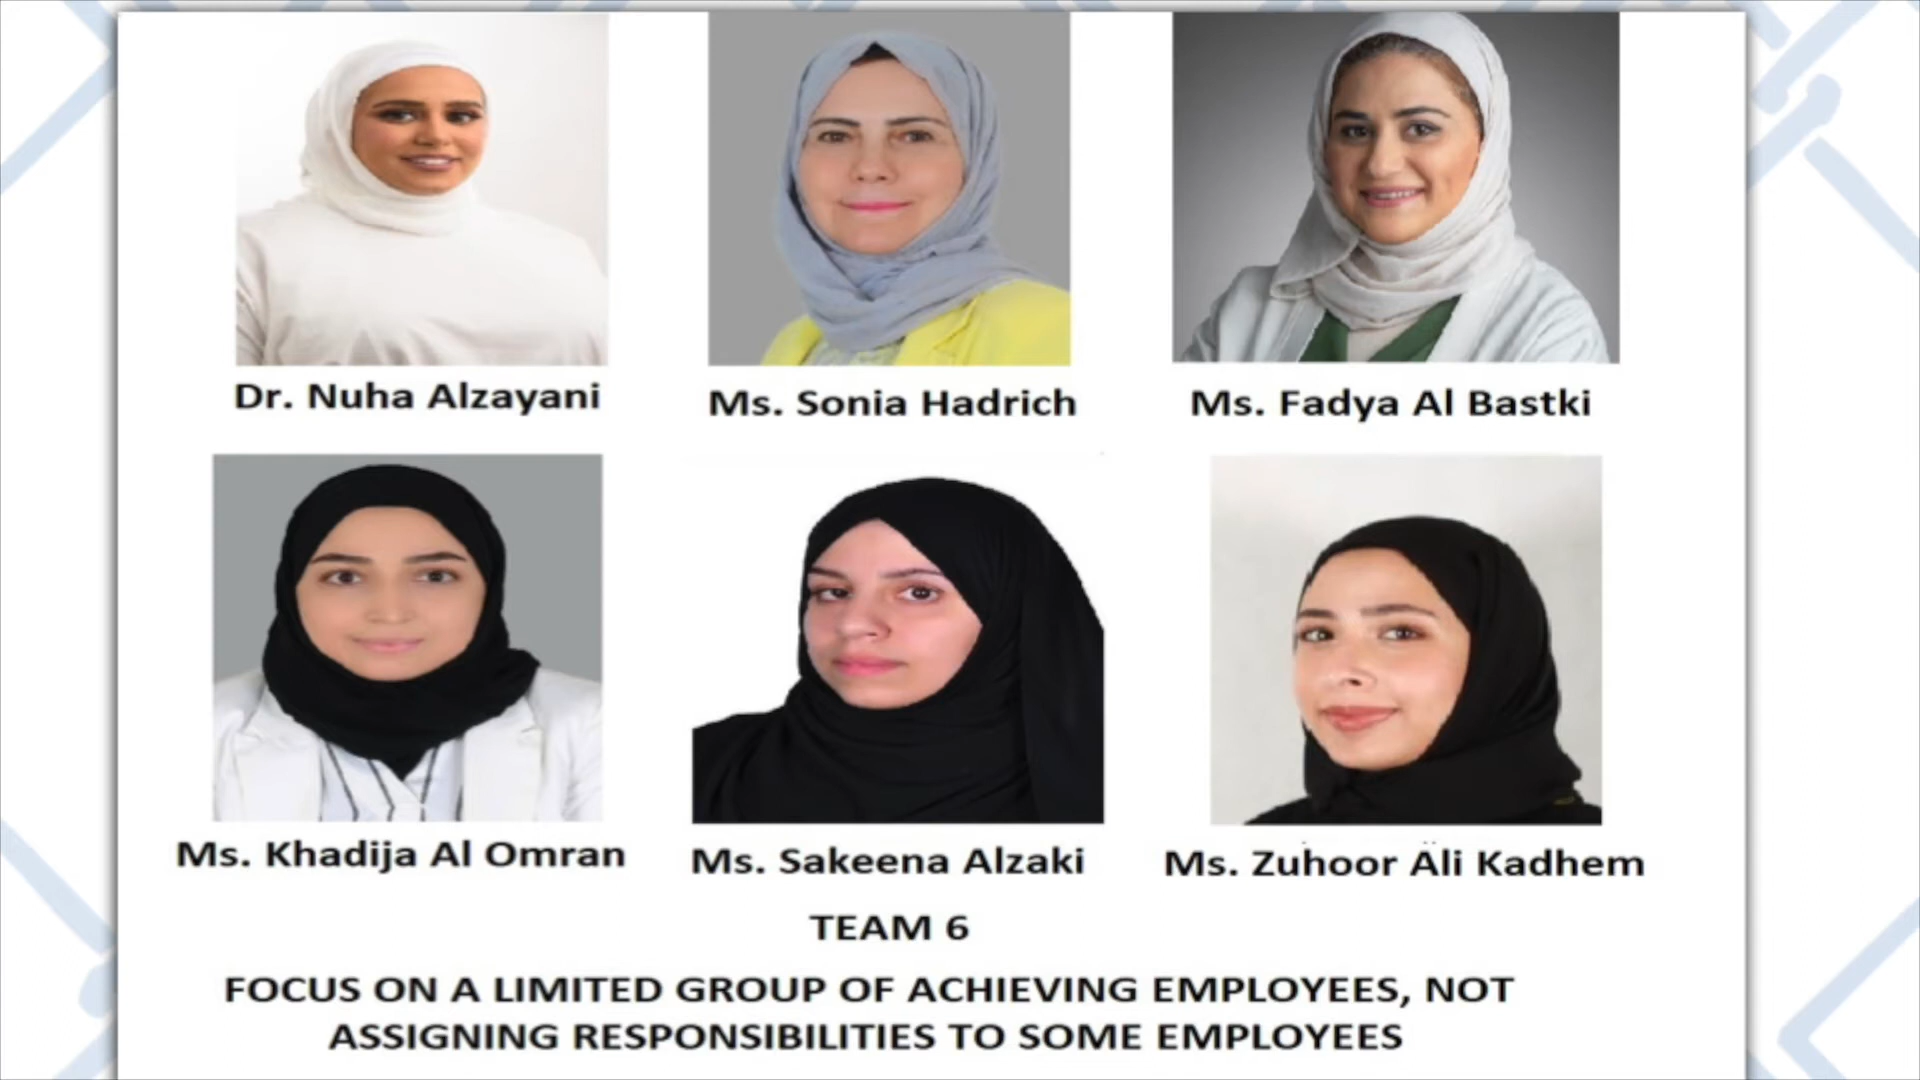 Dr. Nuha Alzayani
Ms. Sonia Hadrich
Ms. Fadya Al Bastki
Ms. Khadija Al Omran
Ms. Sakeena Alzaki
Ms. Zuhoor Ali Kadhem
TEAM 6
FOCUS ON A LIMITED GROUP OF ACHIEVING EMPLOYEES, NOT
ASSIGNING RESPONSIBILITIES TO SOME EMPLOYEES